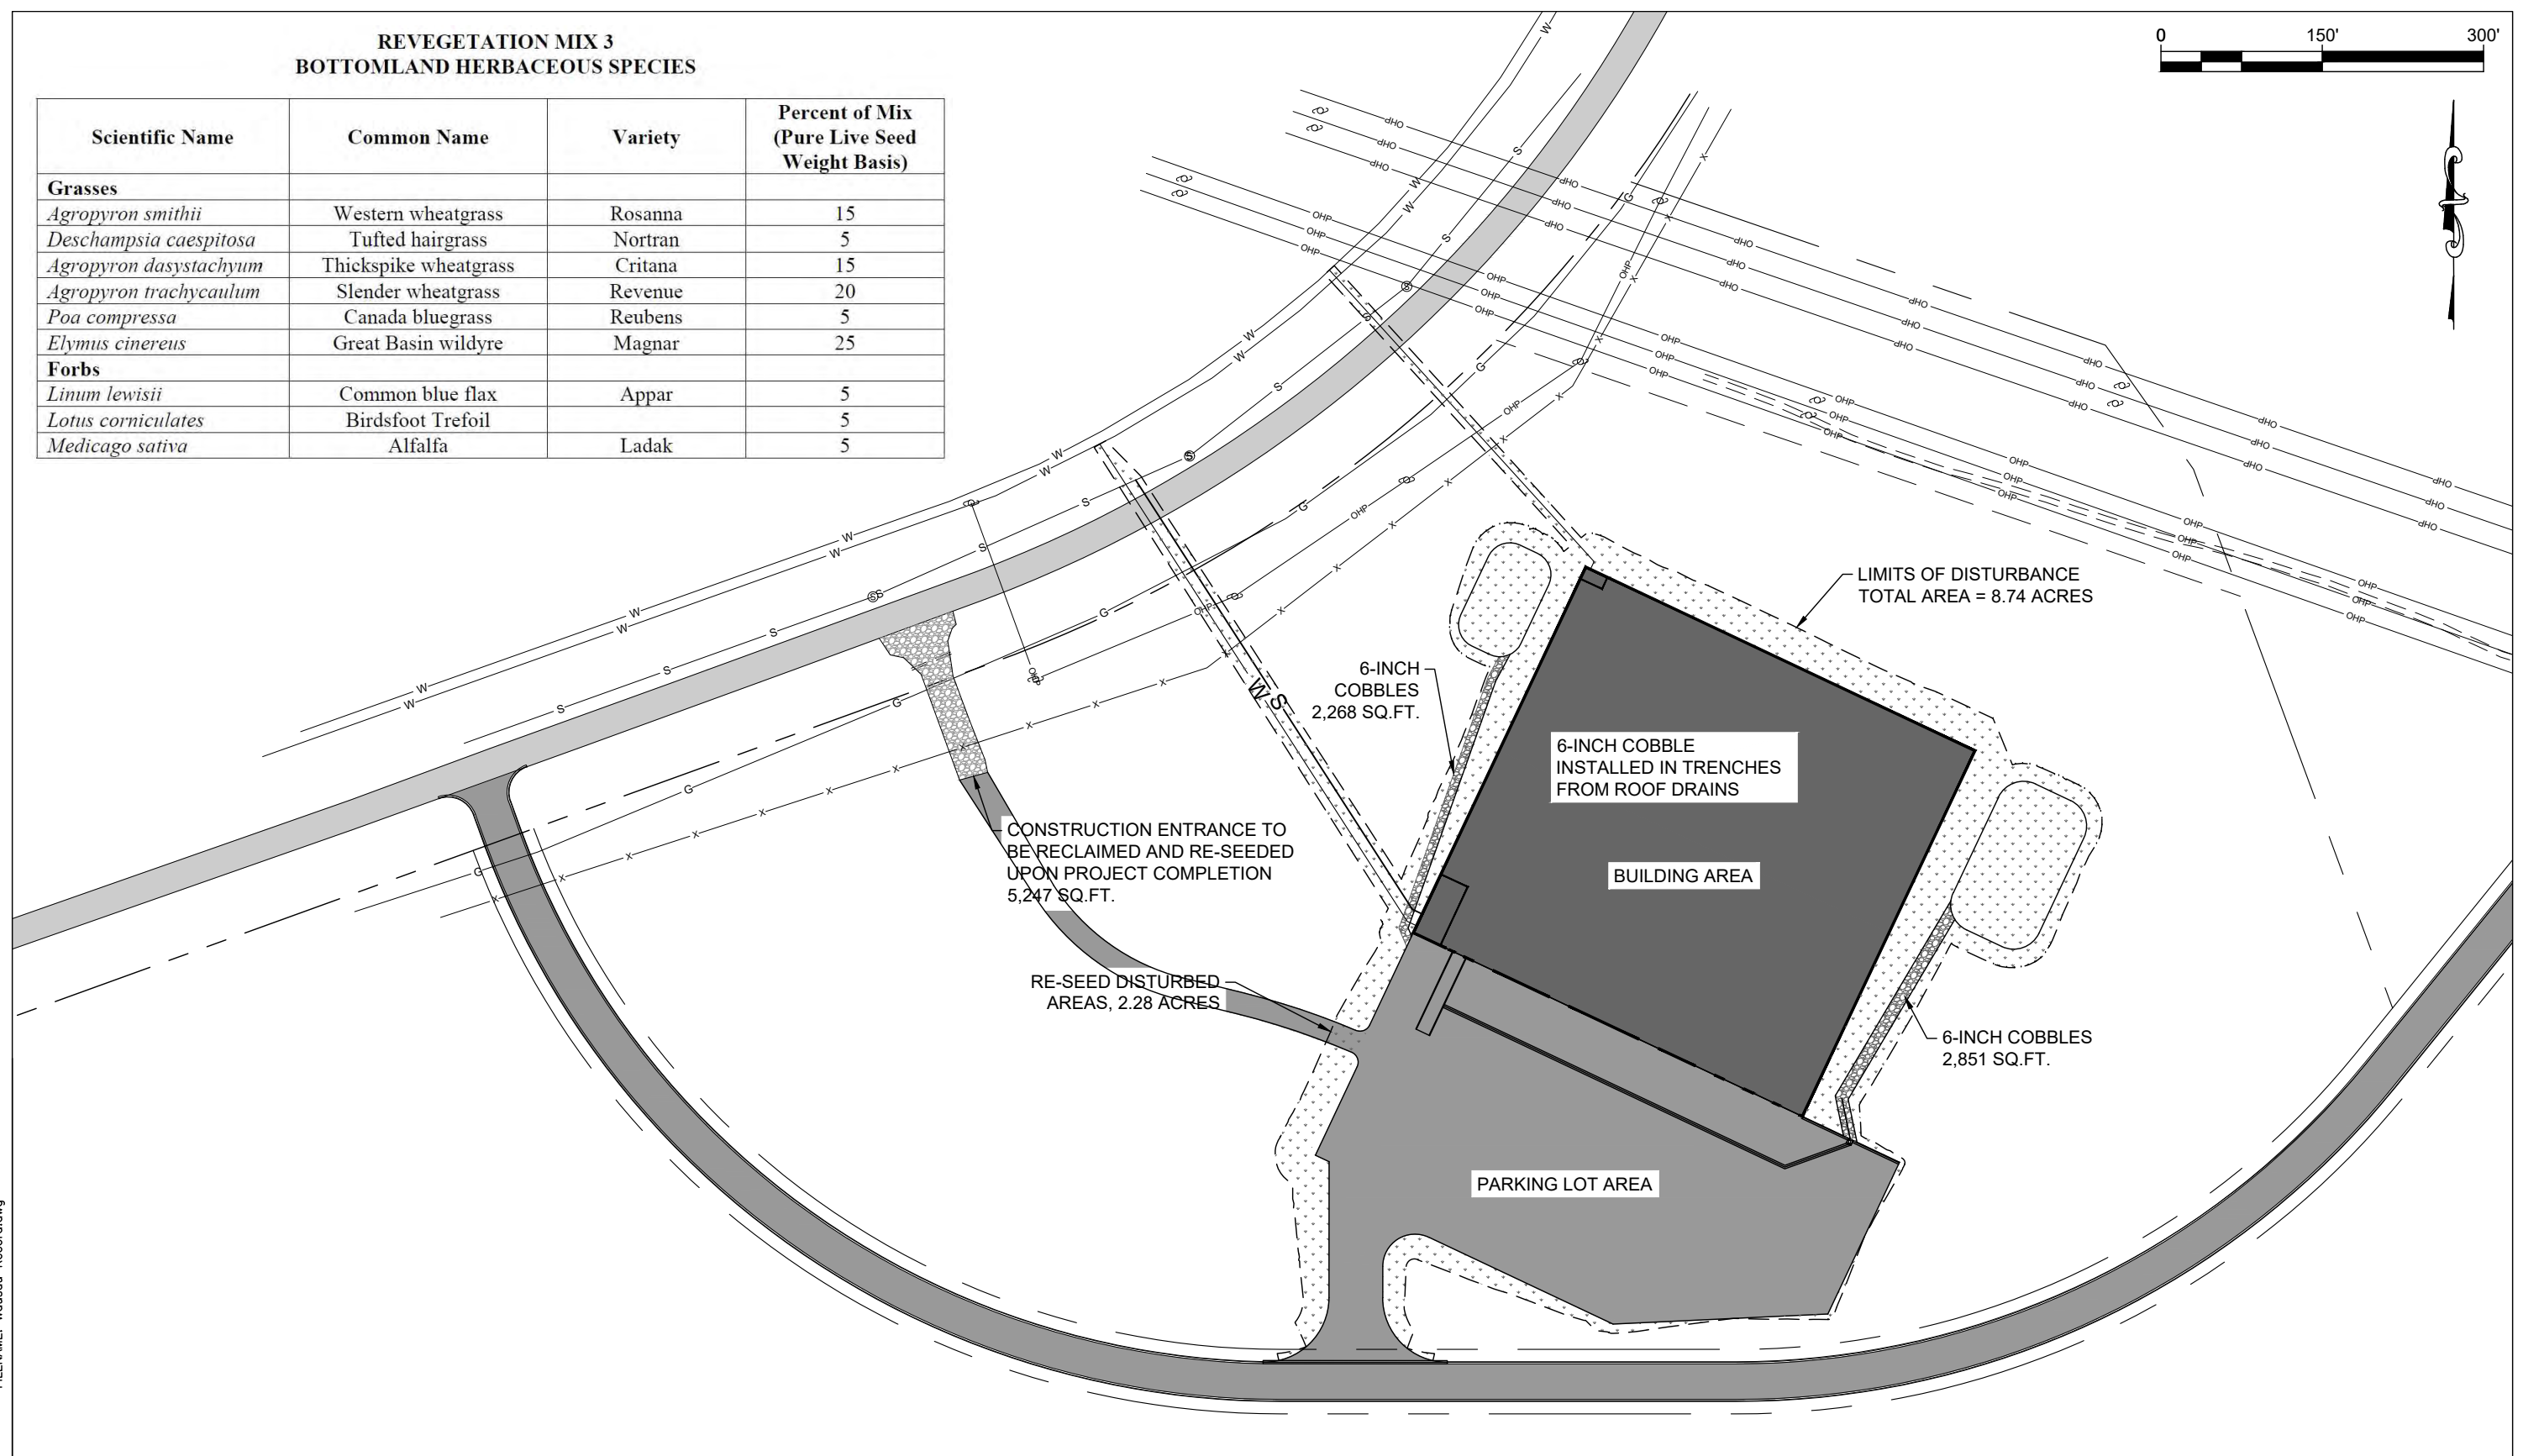 REVEGETATION MIX 3
BOTTOMLAND HERBACEOUS SPECIES
Scientific Name Common Name Variety Percent of Mix (Pure Live Seed Weight Basis)
Grasses
Agropyron smithii Western wheatgrass Rosanna 15
Deschampsia caespitosa Tufted hairgrass Nortran 5
Agropyron dasystachyum Thickspike wheatgrass Critana 15
Agropyron trachycaulum Slender wheatgrass Revenue 20
Poa compressa Canada bluegrass Reubens 5
Elymus cinereus Great Basin wildyre Magnar 25
Forbs
Linum lewisii Common blue flax Appar 5
Lotus corniculates Birdsfoot Trefoil 5
Medicago sativa Alfalfa Ladak 5
0 150' 300'
LIMITS OF DISTURBANCE
TOTAL AREA = 8.74 ACRES
6-INCH
COBBLES
2,268 SQ.FT.
6-INCH COBBLE
INSTALLED IN TRENCHES
FROM ROOF DRAINS
BUILDING AREA
CONSTRUCTION ENTRANCE TO
BE RECLAIMED AND RE-SEEDED
UPON PROJECT COMPLETION
5,247 SQ.FT.
RE-SEED DISTURBED
AREAS, 2.28 ACRES
6-INCH COBBLES
2,851 SQ.FT.
PARKING LOT AREA
W
S
G
X
OHP